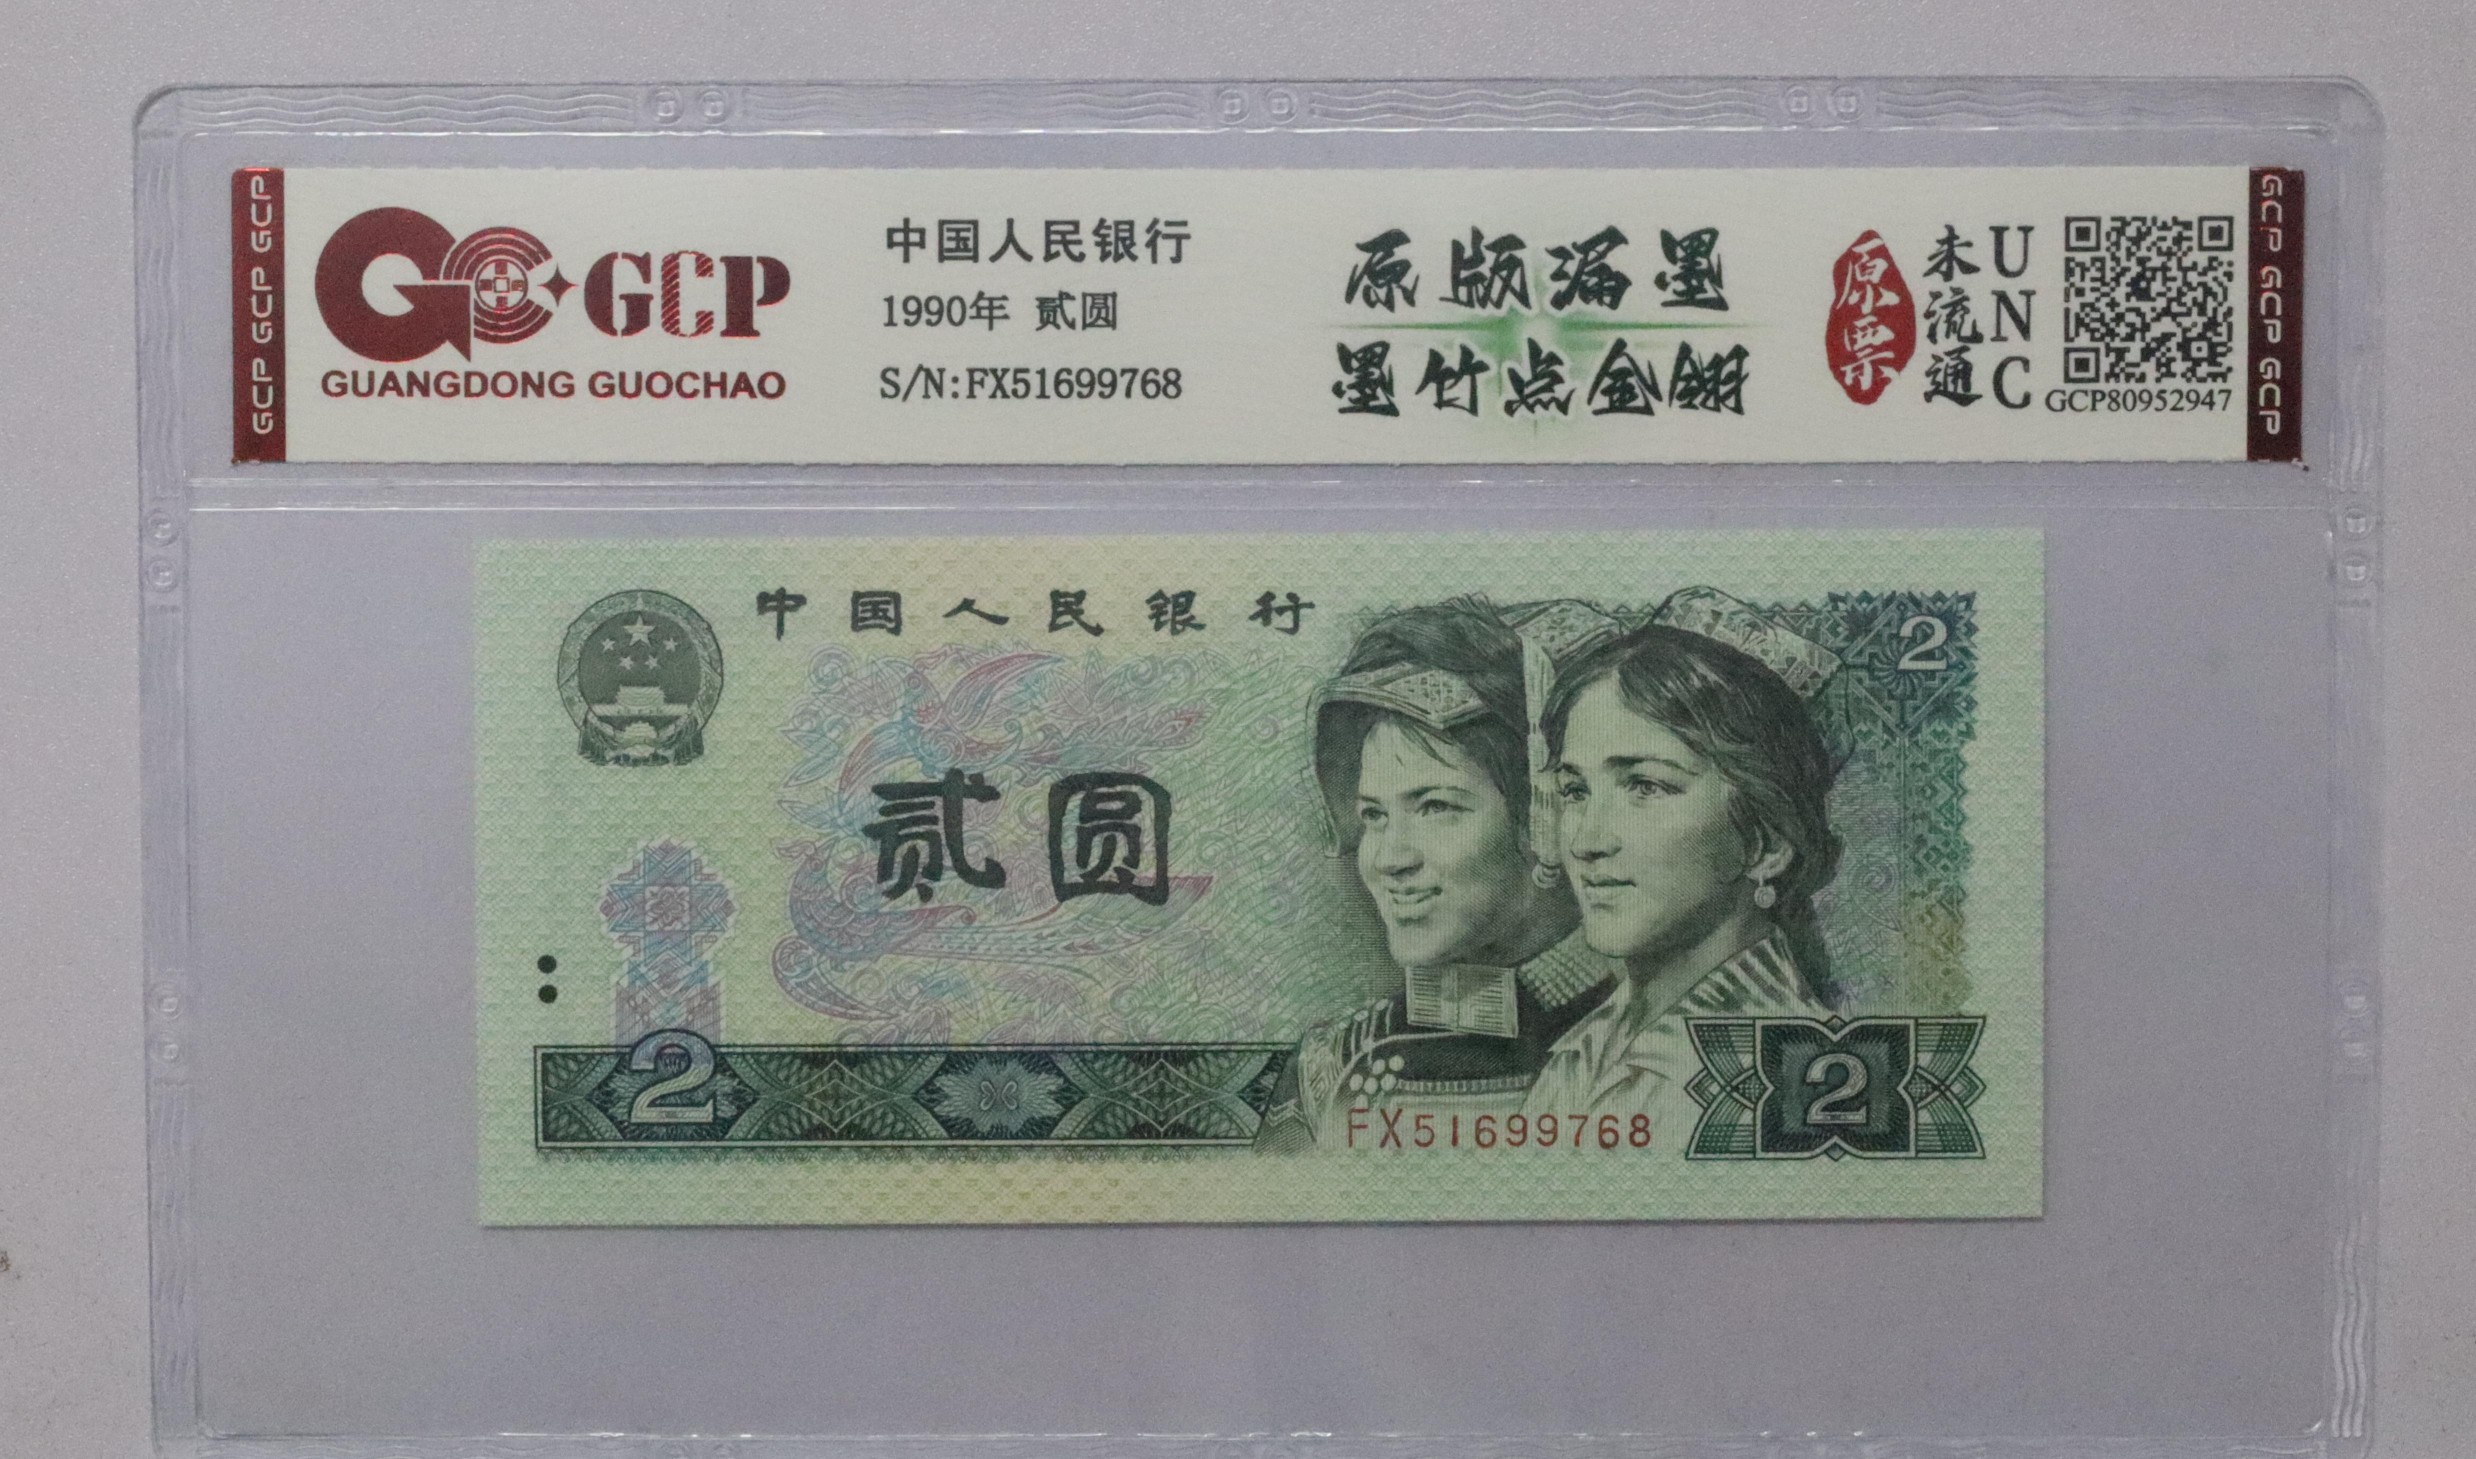 GCP GCP GCP
GCP
GUANGDONG GUOCHAO
中国人民银行
1990年 贰圆
S/N:FX51699768
原版漏墨
墨竹点金翎
原票
未流通
UNC
GCP80952947
GCP GCP GCP
中国人民银行
2
贰圆
2
FX51699768
2